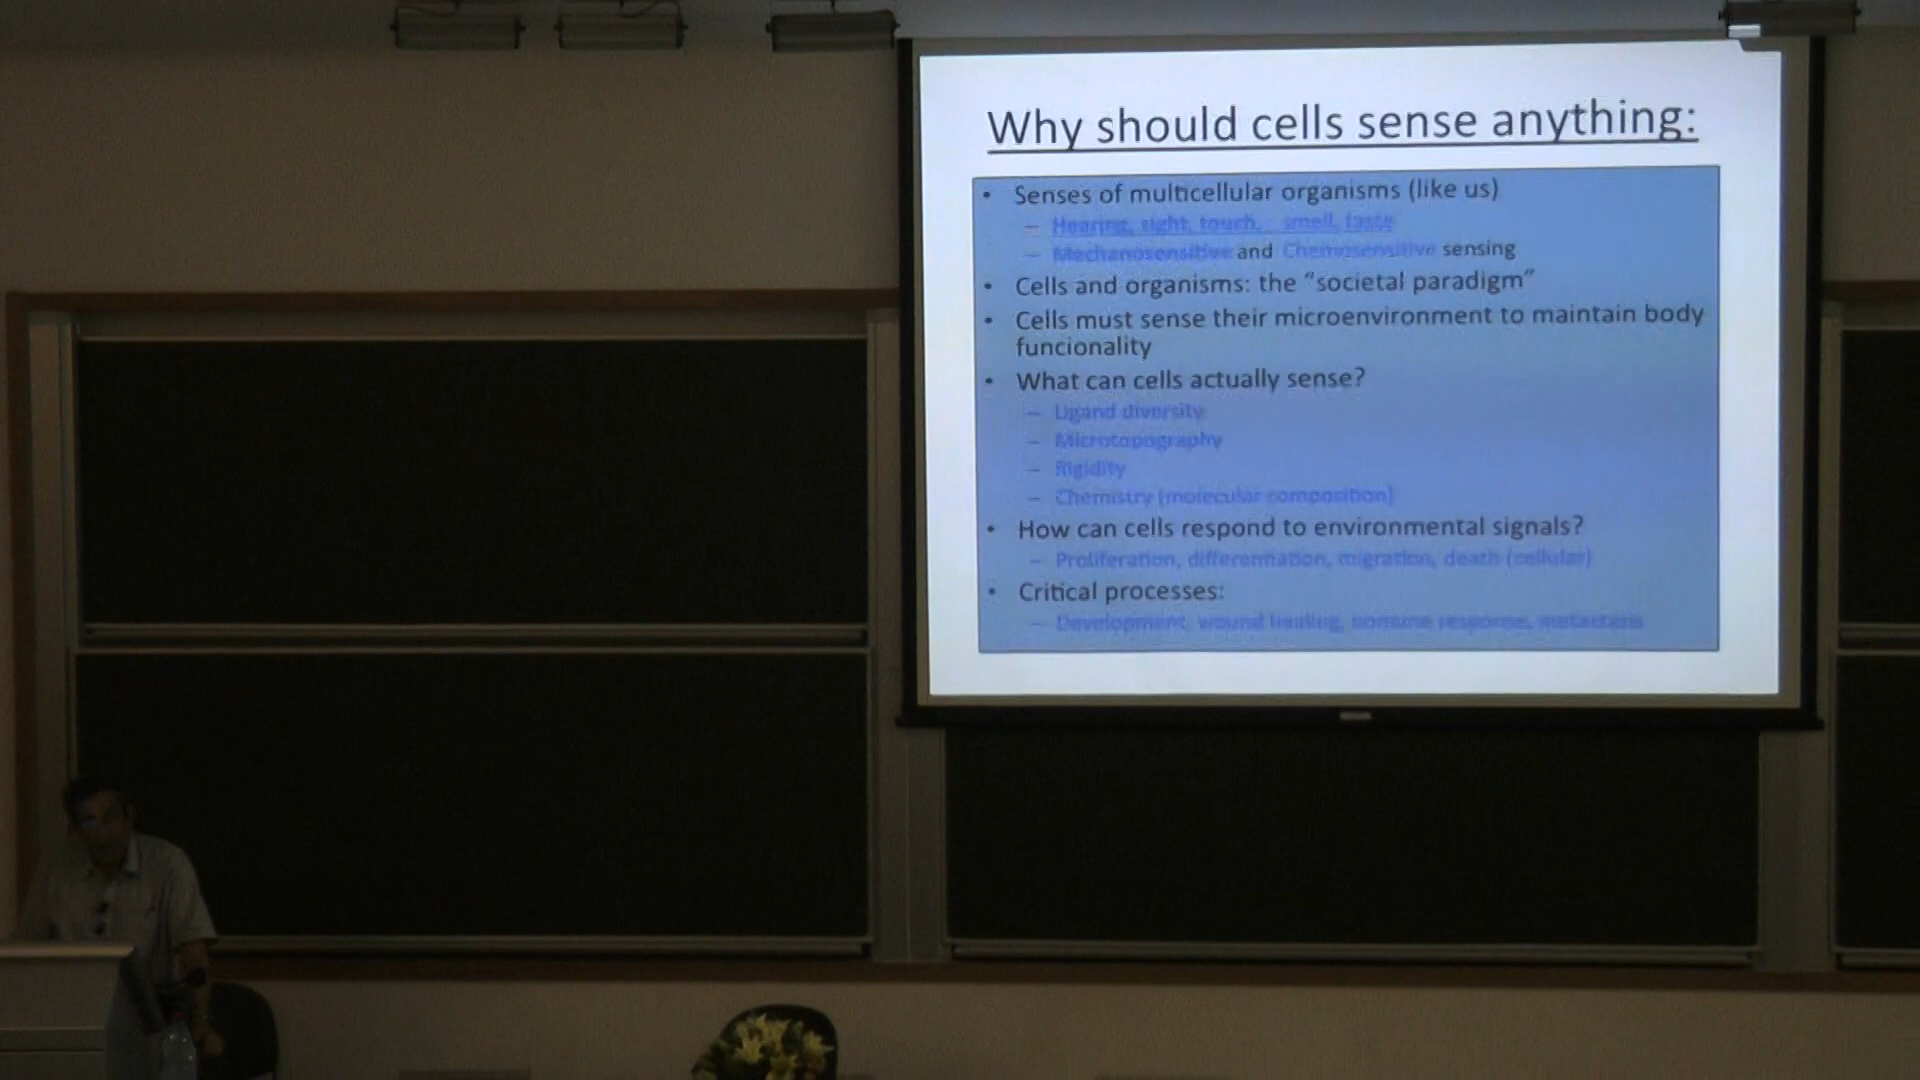 Why should cells sense anything:
• Senses of multicellular organisms (like us)
– Hearing, sight, touch, smell, taste
– Mechanosensitive and Chemosensitive sensing
• Cells and organisms: the “societal paradigm”
• Cells must sense their microenvironment to maintain body
funcionality
• What can cells actually sense?
– Ligand diversity
– Microtopography
– Rigidity
– Chemistry (molecular composition)
• How can cells respond to environmental signals?
– Proliferation, differentiation, migration, death (cellular)
• Critical processes:
– Development, wound healing, immune response, metastasis